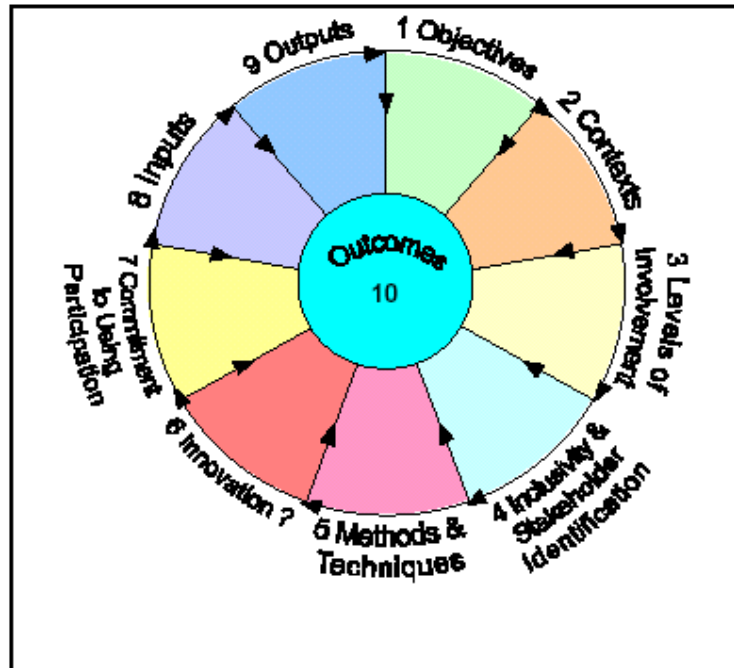 1 Objectives
2 Contexts
3 Levels of
Involvement
4 Inclusivity &
Stakeholder
Identification
5 Methods &
Techniques
6 Innovation ?
7 Commitment
to Using
Participation
8 Inputs
9 Outputs
Outcomes
10